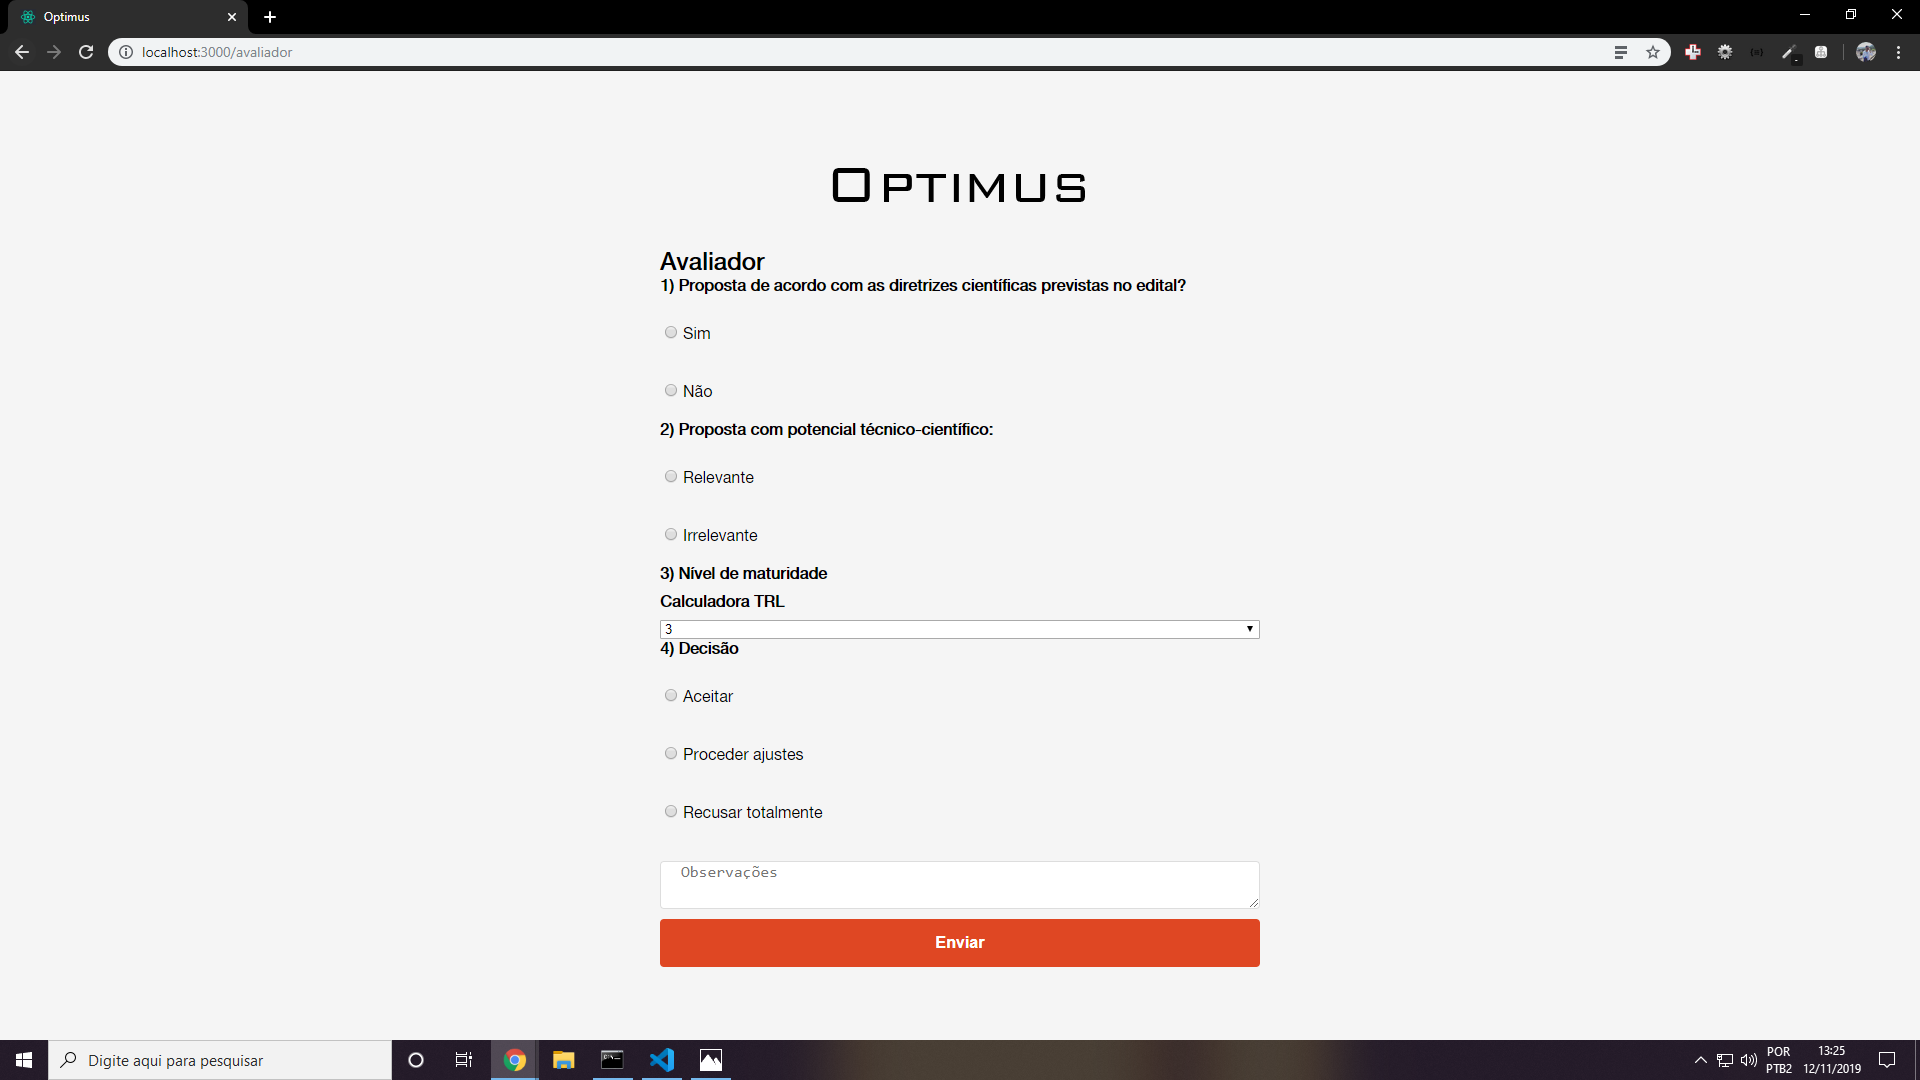 Optimus
localhost:3000/avaliador
OPTIMUS
Avaliador
1) Proposta de acordo com as diretrizes científicas previstas no edital?
Sim
Não
2) Proposta com potencial técnico-científico:
Relevante
Irrelevante
3) Nível de maturidade
Calculadora TRL
3
4) Decisão
Aceitar
Proceder ajustes
Recusar totalmente
Observações
Enviar
Digite aqui para pesquisar
POR
PTB2
13:25
12/11/2019